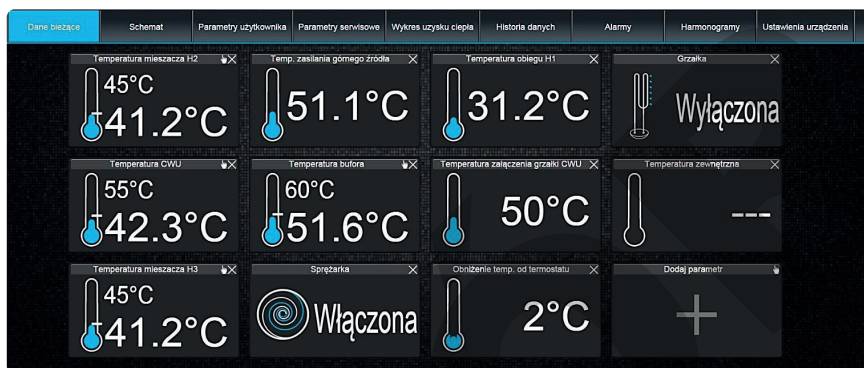 Dane bieżące
Schemat
Parametry użytkownika
Parametry serwisowe
Wykres uzysku ciepła
Historia danych
Alarmy
Harmonogramy
Ustawienia urządzenia
Temperatura mieszacza H2
45°C
41.2°C
Temp. zasilania górnego źródła
51.1°C
Temperatura obiegu H1
31.2°C
Grzałka
Wyłączona
Temperatura CWU
55°C
42.3°C
Temperatura bufora
60°C
51.6°C
Temperatura załączenia grzałki CWU
50°C
Temperatura zewnętrzna
---
Temperatura mieszacza H3
45°C
41.2°C
Sprężarka
Włączona
Obniżenie temp. od termostatu
2°C
Dodaj parametr